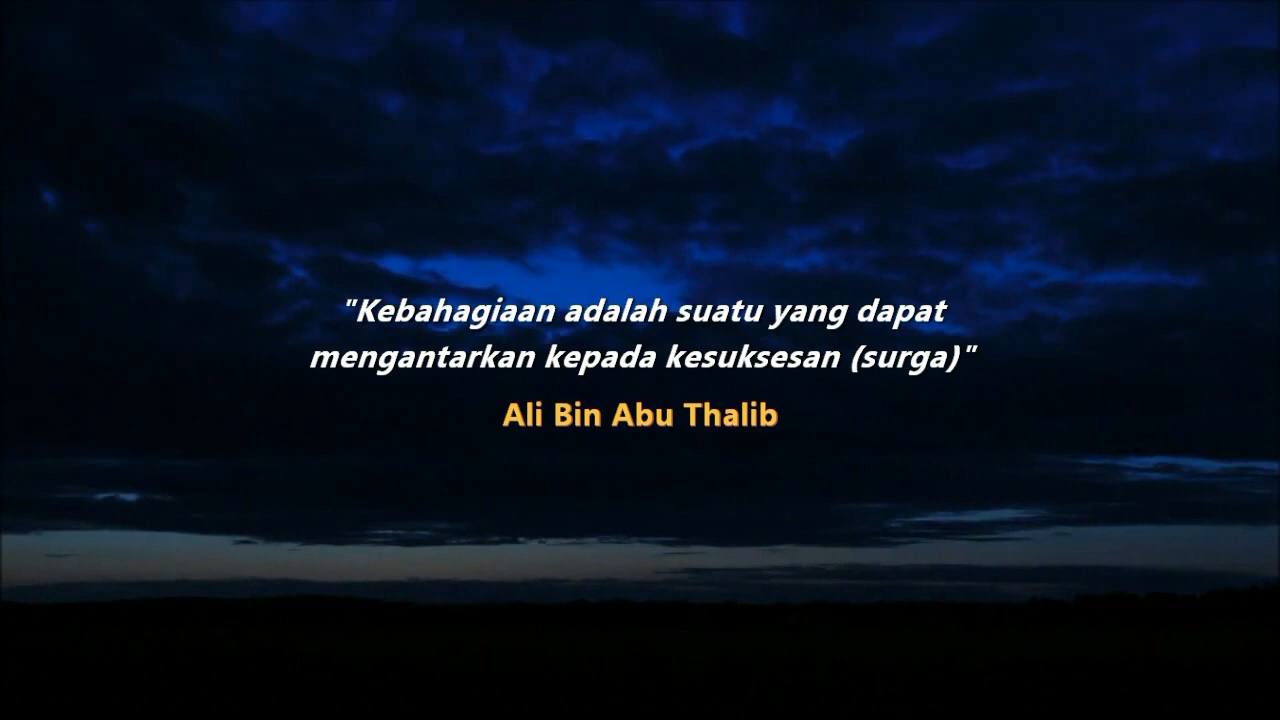 "Kebahagiaan adalah suatu yang dapat
mengantarkan kepada kesuksesan (surga)"
Ali Bin Abu Thalib